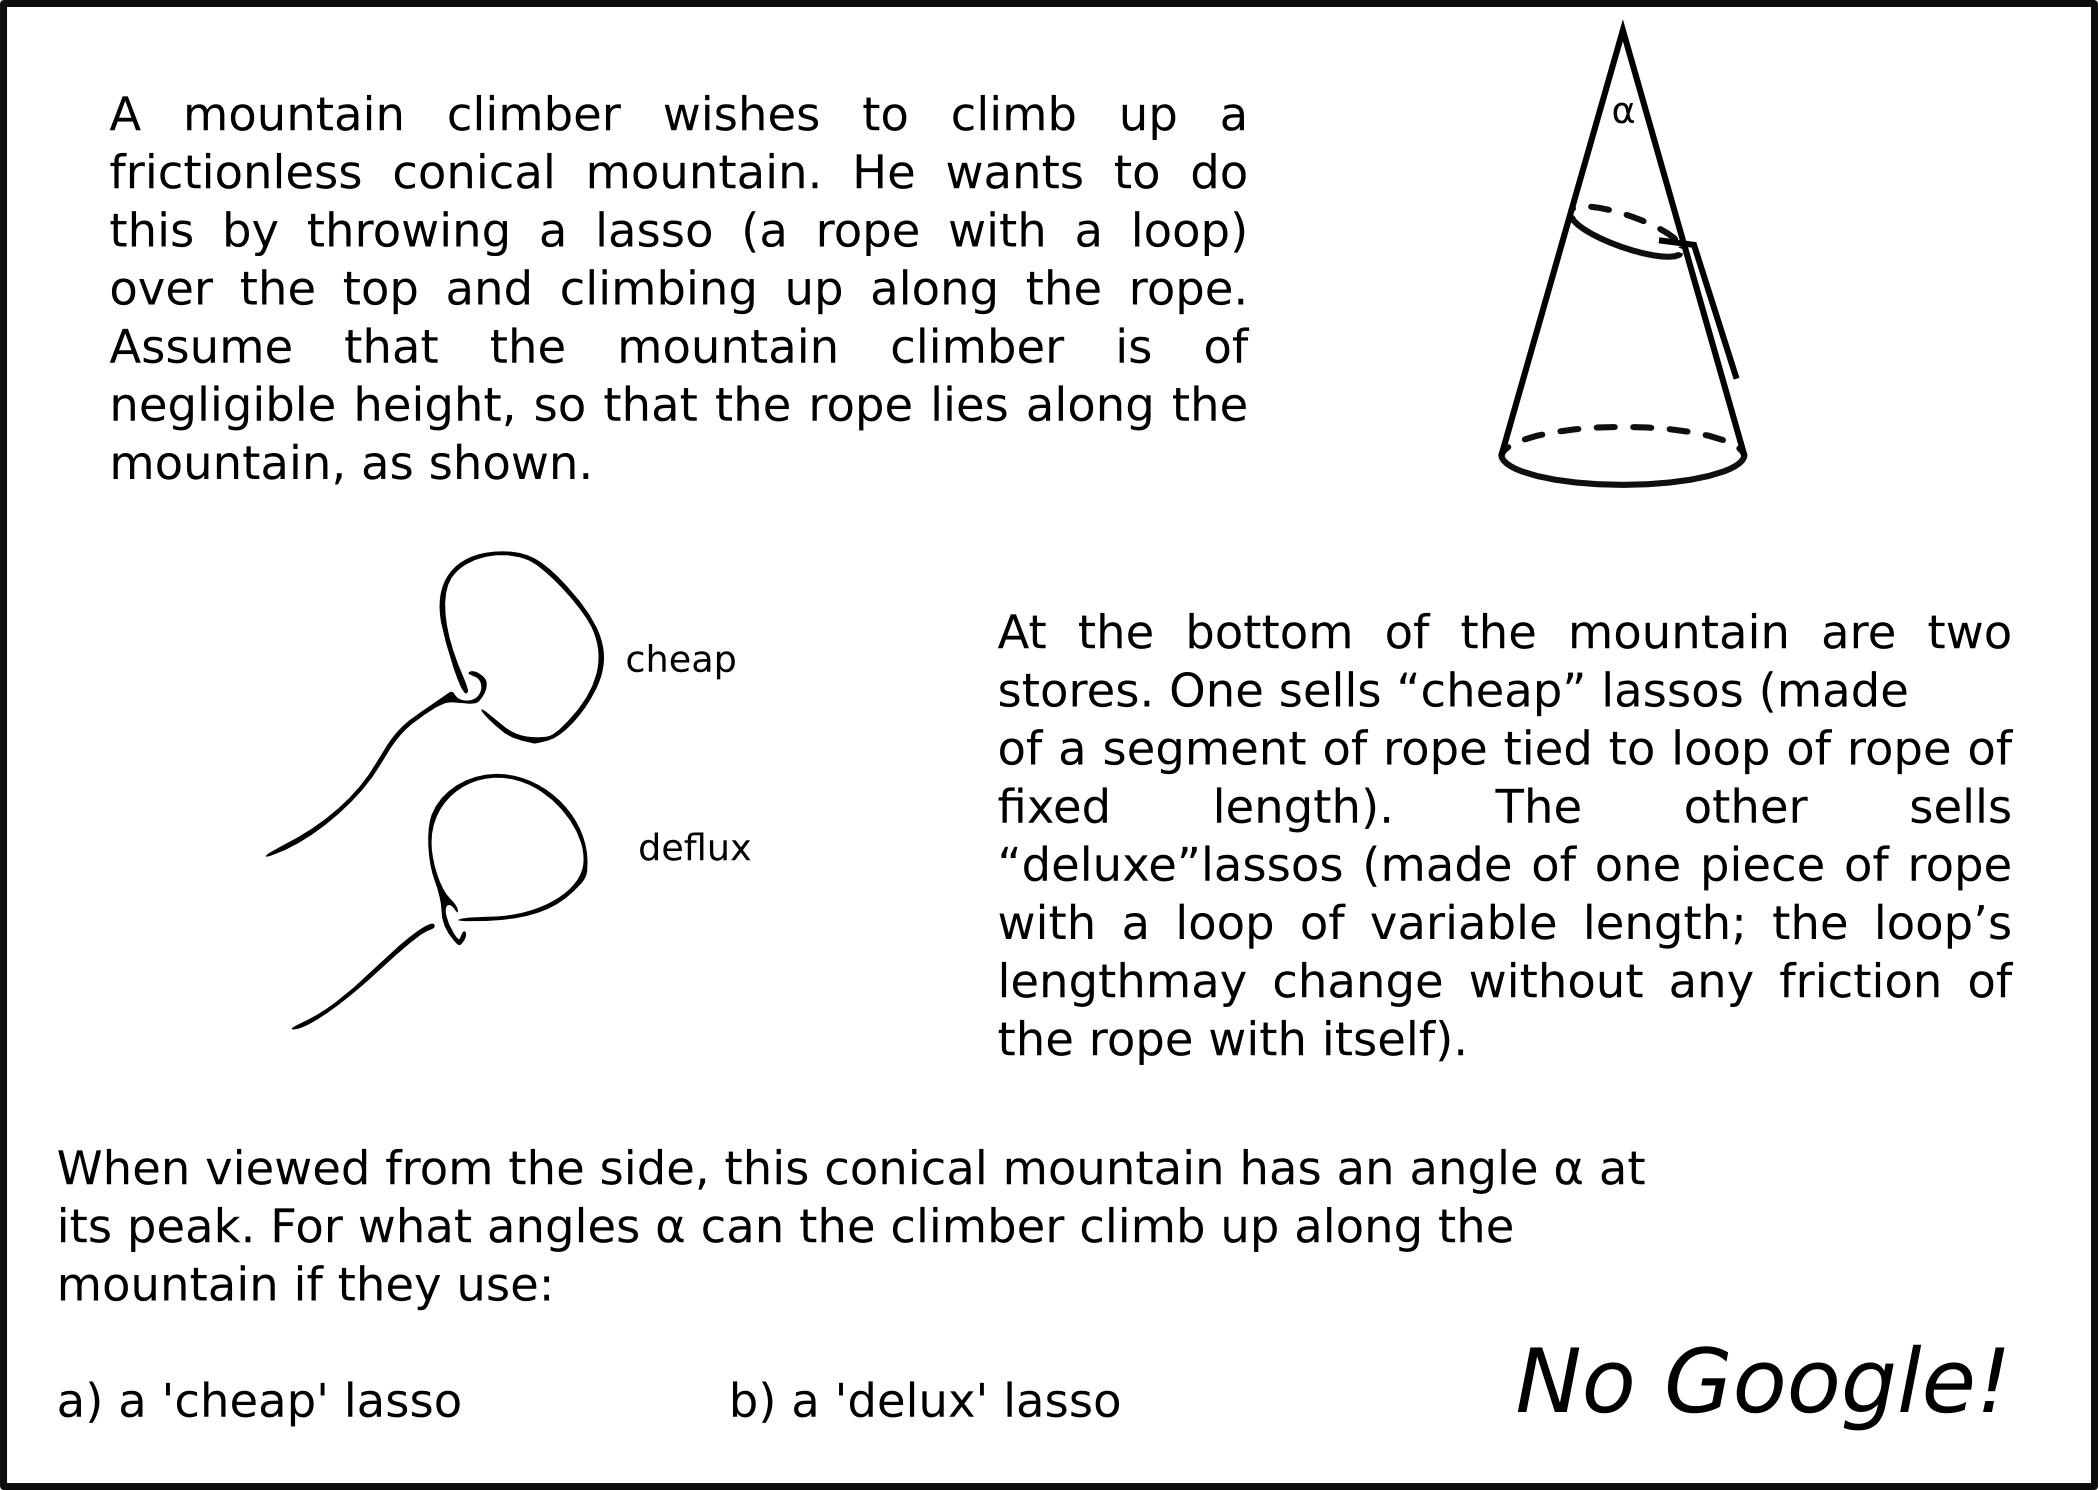 α
A mountain climber wishes to climb up a
frictionless conical mountain. He wants to do
this by throwing a lasso (a rope with a loop)
over the top and climbing up along the rope.
Assume that the mountain climber is of
negligible height, so that the rope lies along the
mountain, as shown.
cheap
deflux
At the bottom of the mountain are two
stores. One sells “cheap” lassos (made
of a segment of rope tied to loop of rope of
fixed length). The other sells
“deluxe”lassos (made of one piece of rope
with a loop of variable length; the loop’s
lengthmay change without any friction of
the rope with itself).
When viewed from the side, this conical mountain has an angle α at
its peak. For what angles α can the climber climb up along the
mountain if they use:
a) a 'cheap' lasso b) a 'delux' lasso
No Google!